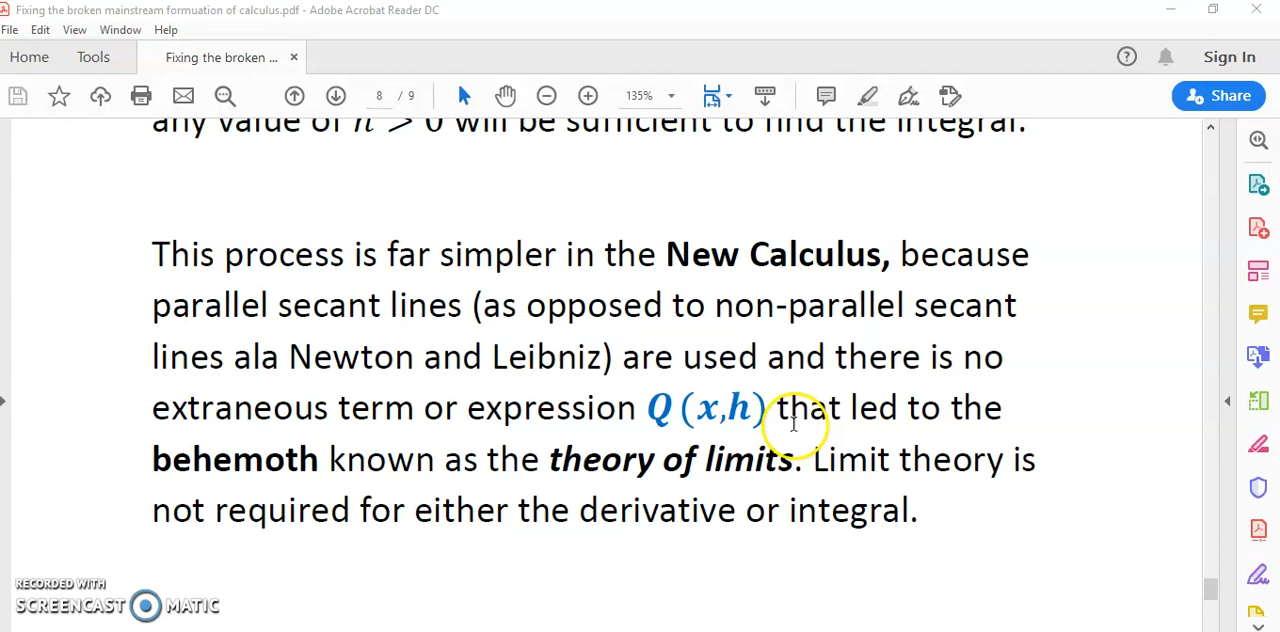 Fixing the broken mainstream formuation of calculus.pdf - Adobe Acrobat Reader DC
File Edit View Window Help
Home Tools Fixing the broken ... × Sign In
8 / 9 135% Share
any value of n > 0 will be sufficient to find the integral.
This process is far simpler in the New Calculus, because
parallel secant lines (as opposed to non-parallel secant
lines ala Newton and Leibniz) are used and there is no
extraneous term or expression Q (x,h) that led to the
behemoth known as the theory of limits. Limit theory is
not required for either the derivative or integral.
RECORDED WITH
SCREENCAST MATIC